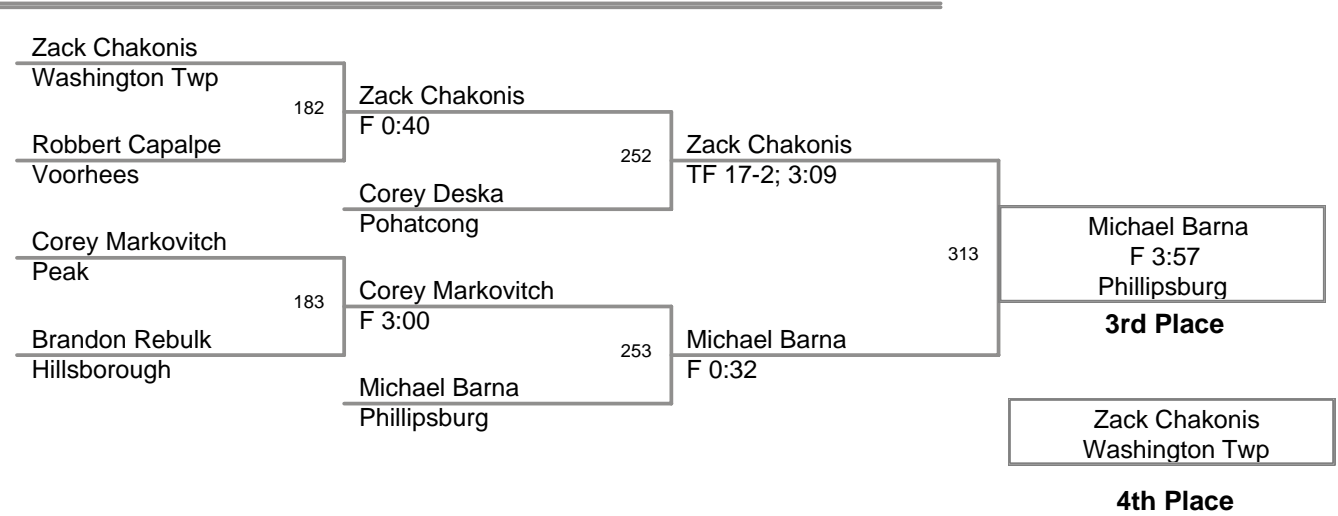 Zack Chakonis
Washington Twp
182
Zack Chakonis
F 0:40
Robbert Capalpe
Voorhees
252
Zack Chakonis
TF 17-2; 3:09
Corey Deska
Pohatcong
Corey Markovitch
Peak
183
Corey Markovitch
F 3:00
Brandon Rebulk
Hillsborough
253
Michael Barna
F 0:32
Michael Barna
Phillipsburg
313
Michael Barna
F 3:57
Phillipsburg
3rd Place
Zack Chakonis
Washington Twp
4th Place